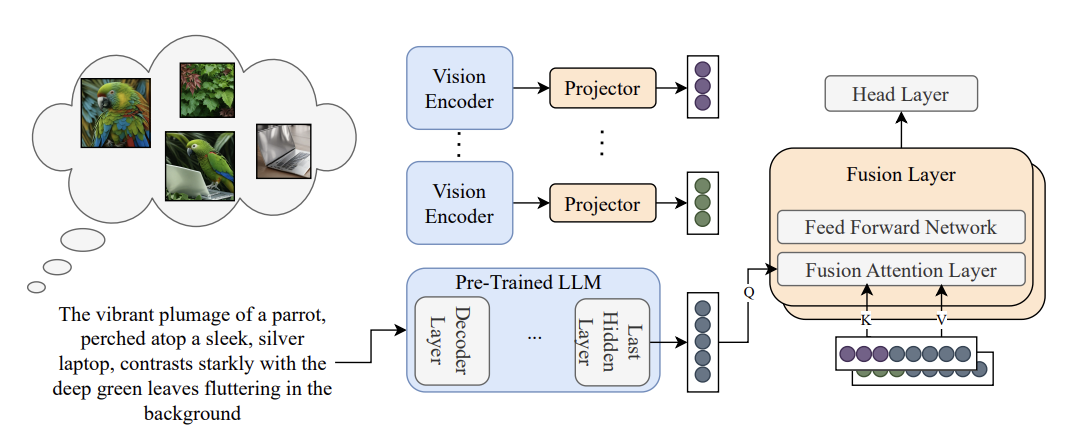 Vision
Encoder
Projector
Vision
Encoder
Projector
Head Layer
Fusion Layer
Feed Forward Network
Fusion Attention Layer
Q
K
V
Pre-Trained LLM
Decoder
Layer
...
Last
Hidden
Layer
The vibrant plumage of a parrot,
perched atop a sleek, silver
laptop, contrasts starkly with the
deep green leaves fluttering in the
background